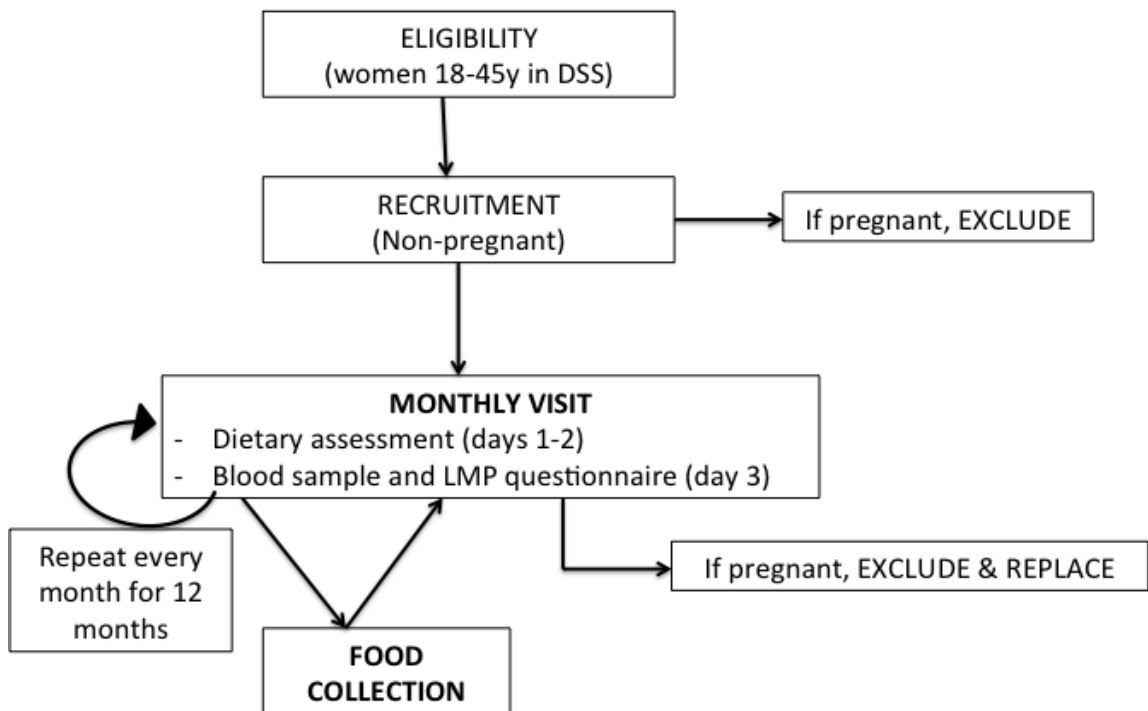 ELIGIBILITY
(women 18-45y in DSS)
RECRUITMENT
(Non-pregnant)
If pregnant, EXCLUDE
MONTHLY VISIT
- Dietary assessment (days 1-2)
- Blood sample and LMP questionnaire (day 3)
Repeat every
month for 12
months
If pregnant, EXCLUDE & REPLACE
FOOD
COLLECTION